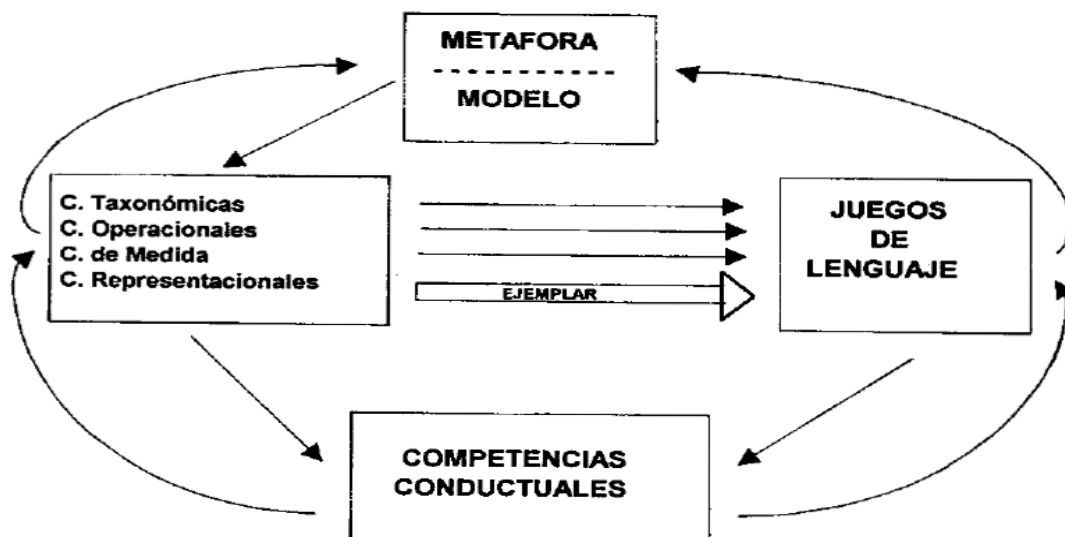 METAFORA
MODELO
C. Taxonómicas
C. Operacionales
C. de Medida
C. Representacionales
EJEMPLAR
JUEGOS
DE
LENGUAJE
COMPETENCIAS
CONDUCTUALES